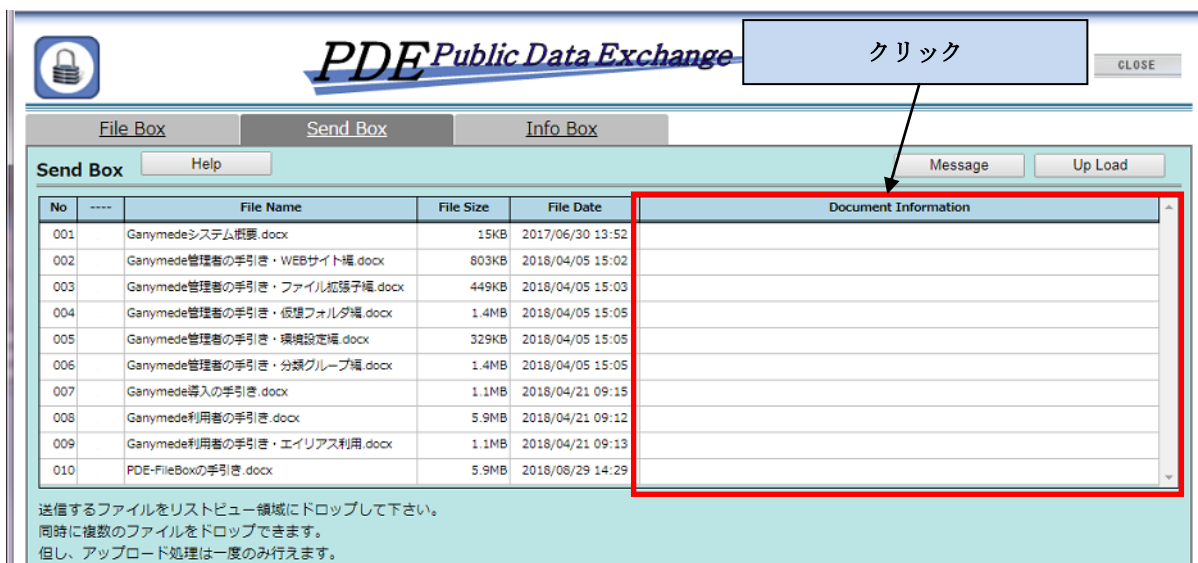 PDE Public Data Exchange
クリック
CLOSE
File Box Send Box Info Box
Send Box Help Message Up Load
No ---- File Name File Size File Date Document Information
001 Ganymedeシステム概要.docx 15KB 2017/06/30 13:52
002 Ganymede管理者の手引き・WEBサイト編.docx 803KB 2018/04/05 15:02
003 Ganymede管理者の手引き・ファイル拡張子編.docx 449KB 2018/04/05 15:03
004 Ganymede管理者の手引き・仮想フォルダ編.docx 1.4MB 2018/04/05 15:05
005 Ganymede管理者の手引き・環境設定編.docx 329KB 2018/04/05 15:05
006 Ganymede管理者の手引き・分類グループ編.docx 1.4MB 2018/04/05 15:05
007 Ganymede導入の手引き.docx 1.1MB 2018/04/21 09:15
008 Ganymede利用者の手引き.docx 5.9MB 2018/04/21 09:12
009 Ganymede利用者の手引き・エイリアス利用.docx 1.1MB 2018/04/21 09:13
010 PDE-FileBoxの手引き.docx 5.9MB 2018/08/29 14:29
送信するファイルをリストビュー領域にドロップして下さい。
同時に複数のファイルをドロップできます。
但し、アップロード処理は一度のみ行えます。